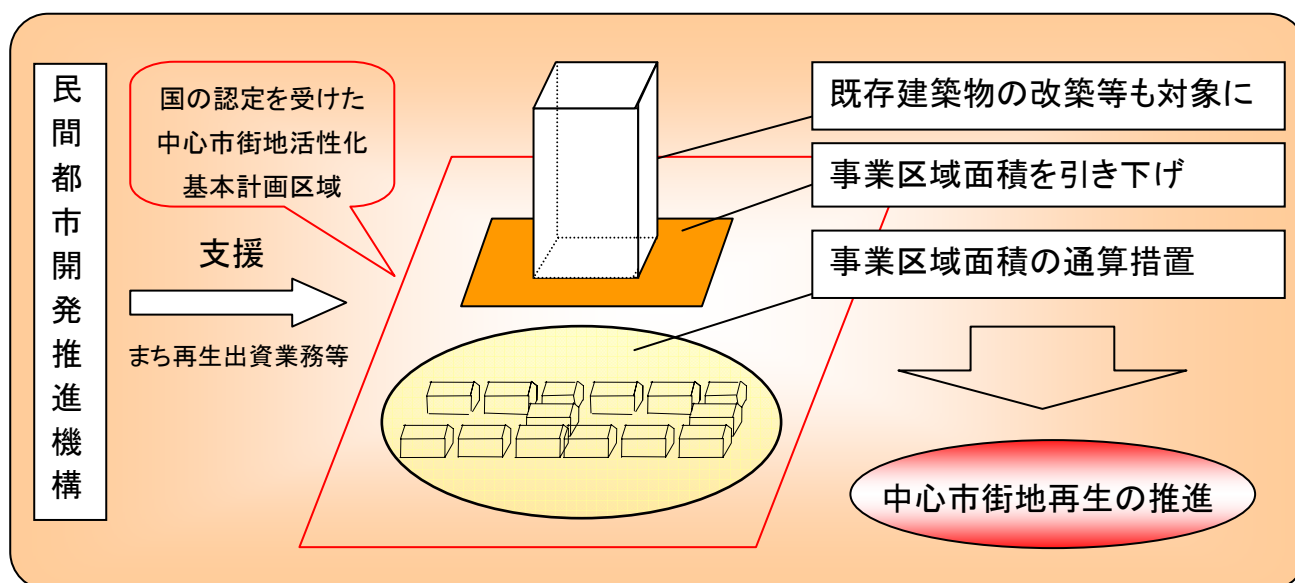 民間都市開発推進機構
国の認定を受けた
中心市街地活性化
基本計画区域
支援
まち再生出資業務等
既存建築物の改築等も対象に
事業区域面積を引き下げ
事業区域面積の通算措置
中心市街地再生の推進